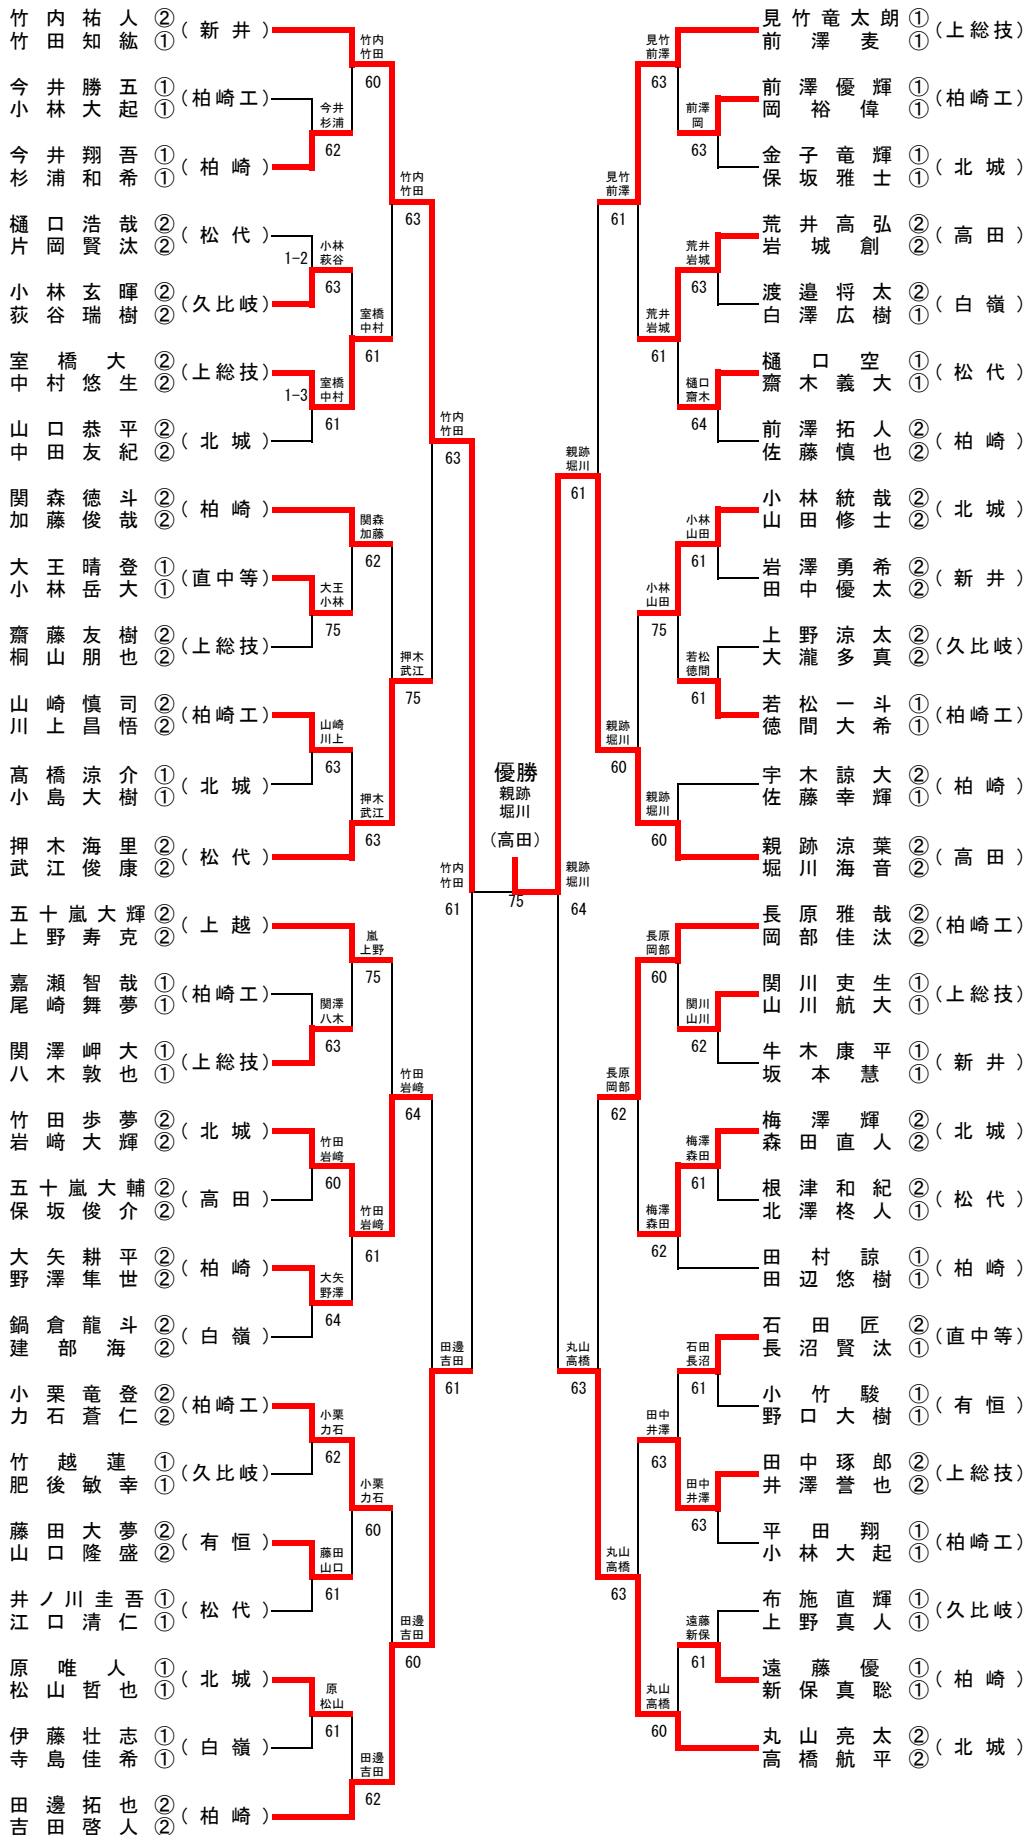 竹内祐人② (新井)
竹田知紘①
今井勝五① (柏崎工)
小林大起①
今井翔吾① (柏崎)
杉浦和希①
樋口浩哉② (松代)
片岡賢汰②
小林玄暉② (久比岐)
荻谷瑞樹②
室橋大② (上総技)
中村悠生②
山口恭平② (北城)
中田友紀②
関森徳斗② (柏崎)
加藤俊哉②
大王晴登① (直中等)
小林岳大①
齋藤友樹② (上総技)
桐山朋也②
山崎慎司② (柏崎工)
川上昌悟②
髙橋涼介① (北城)
小島大樹①
押木海里② (松代)
武江俊康②
五十嵐大輝② (上越)
上野寿克②
嘉瀬智哉① (柏崎工)
尾崎舞夢①
関澤岬大① (上総技)
八木敦也①
竹田歩夢② (北城)
岩﨑大輝②
五十嵐大輔② (高田)
保坂俊介②
大矢耕平② (柏崎)
野澤隼世②
鍋倉龍斗② (白嶺)
建部海②
小栗竜登② (柏崎工)
力石蒼仁②
竹越蓮① (久比岐)
肥後敏幸①
藤田大夢② (有恒)
山口隆盛②
井ノ川圭吾① (松代)
江口清仁①
原唯人① (北城)
松山哲也①
伊藤壮志① (白嶺)
寺島佳希①
田邊拓也② (柏崎)
吉田啓人②
今井
杉浦
62
1-2
小林
萩谷
63
1-3
室橋
中村
61
大王
小林
75
山崎
川上
63
関澤
八木
63
竹田
岩﨑
60
大矢
野澤
64
小栗
力石
62
藤田
山口
61
原
松山
61
竹内
竹田
60
室橋
中村
61
関森
加藤
62
押木
武江
63
嵐
上野
75
竹田
岩﨑
61
小栗
力石
60
田邊
吉田
62
竹内
竹田
63
押木
武江
75
竹田
岩﨑
64
田邊
吉田
60
竹内
竹田
63
田邊
吉田
61
竹内
竹田
61
優勝
親跡
堀川
(高田)
75
親跡
堀川
64
親跡
堀川
61
丸山
高橋
63
見竹
前澤
61
親跡
堀川
60
長原
岡部
62
丸山
高橋
63
見竹
前澤
63
荒井
岩城
61
小林
山田
75
親跡
堀川
60
長原
岡部
60
梅澤
森田
62
田中
井澤
63
丸山
高橋
60
前澤
岡
63
荒井
岩城
63
樋口
齋木
64
小林
山田
61
若松
徳間
61
関川
山川
62
梅澤
森田
61
石田
長沼
61
田中
井澤
63
遠藤
新保
61
見竹竜太朗① (上総技)
前澤麦①
前澤優輝① (柏崎工)
岡裕偉①
金子竜輝① (北城)
保坂雅士①
荒井高弘② (高田)
岩城創②
渡邉将太② (白嶺)
白澤広樹①
樋口空① (松代)
齋木義大①
前澤拓人② (柏崎)
佐藤慎也②
小林統哉② (北城)
山田修士②
岩澤勇希② (新井)
田中優太②
上野涼太② (久比岐)
大瀧多真②
若松一斗① (柏崎工)
徳間大希①
宇木諒大② (柏崎)
佐藤幸輝①
親跡涼葉② (高田)
堀川海音②
長原雅哉② (柏崎工)
岡部佳汰②
関川吏生① (上総技)
山川航大①
牛木康平① (新井)
坂本慧①
梅澤輝② (北城)
森田直人②
根津和紀② (松代)
北澤柊人①
田村諒① (柏崎)
田辺悠樹①
石田匠② (直中等)
長沼賢汰①
小竹駿① (有恒)
野口大樹①
田中琢郎② (上総技)
井澤誉也②
平田翔① (柏崎工)
小林大起①
布施直輝① (久比岐)
上野真人①
遠藤優① (柏崎)
新保真聡①
丸山亮太② (北城)
高橋航平②